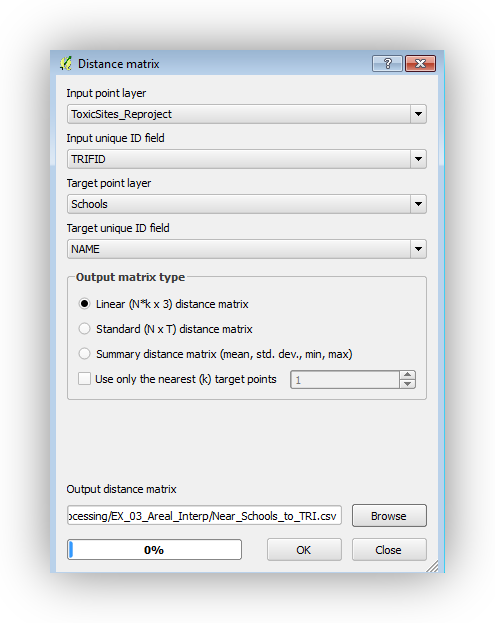 Distance matrix
Input point layer
ToxicSites_Reproject
Input unique ID field
TRIFID
Target point layer
Schools
Target unique ID field
NAME
Output matrix type
Linear (N*k x 3) distance matrix
Standard (N x T) distance matrix
Summary distance matrix (mean, std. dev., min, max)
Use only the nearest (k) target points 1
Output distance matrix
ocessing/EX_03_Areal_Interp/Near_Schools_to_TRI.csv Browse
0% OK Close